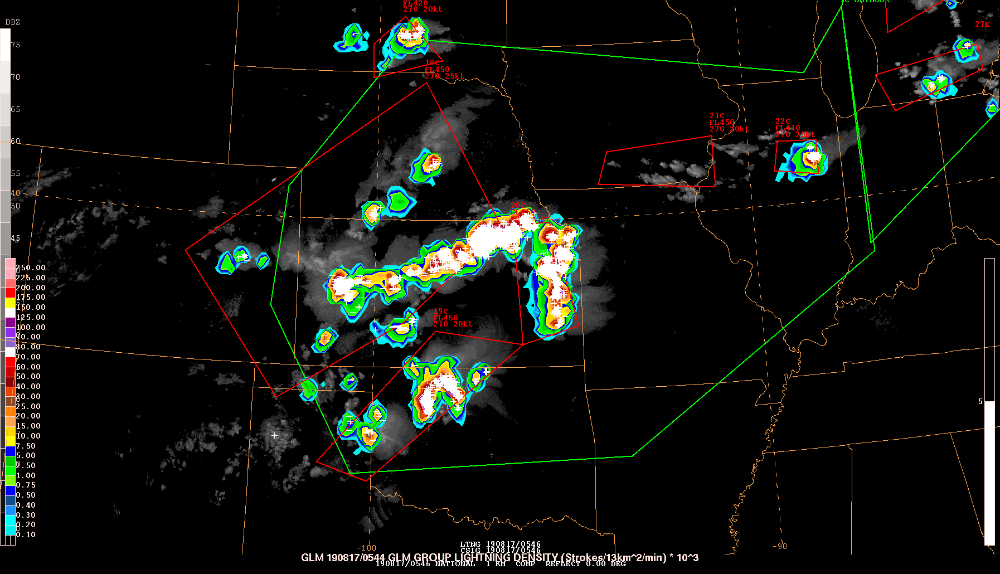 FL420
270 20kt
TC OUTLOOK
27E
DBZ
75
70
65
60
55
40
50
45
18C
FL450
270 25kt
21C
FL450
270 20kt
22C
FL410
270 25kt
20C
19C
FL450
270 20kt
250.00
225.00
200.00
175.00
150.00
125.00
100.00
90.00
80.00
70.00
60.00
50.00
40.00
30.00
25.00
20.00
15.00
10.00
7.50
5.00
2.50
1.00
0.75
0.50
0.40
0.30
0.20
0.10
5
-100
-90
LTNG 190817/0546
CSIG 190817/0546
GLM 190817/0544 GLM GROUP LIGHTNING DENSITY (Strokes/13km^2/min) * 10^3
190817/0546 NATIONAL 1 KM COMP REFLECT 0.00 DEG